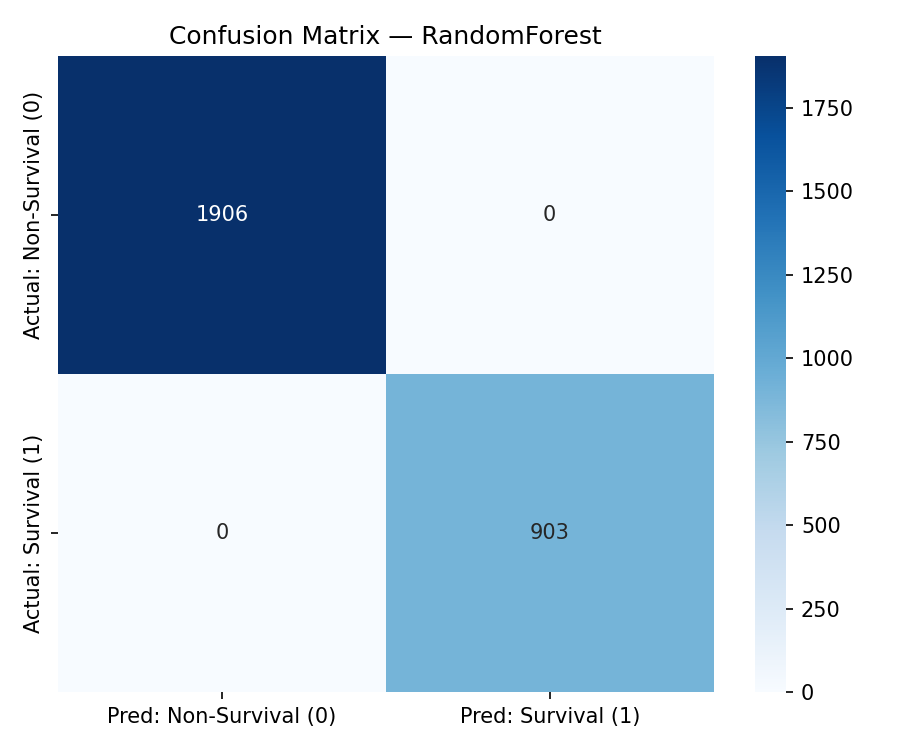 Confusion Matrix — RandomForest
Actual: Non-Survival (0)
1906
0
Actual: Survival (1)
0
903
Pred: Non-Survival (0)
Pred: Survival (1)
1750
1500
1250
1000
750
500
250
0